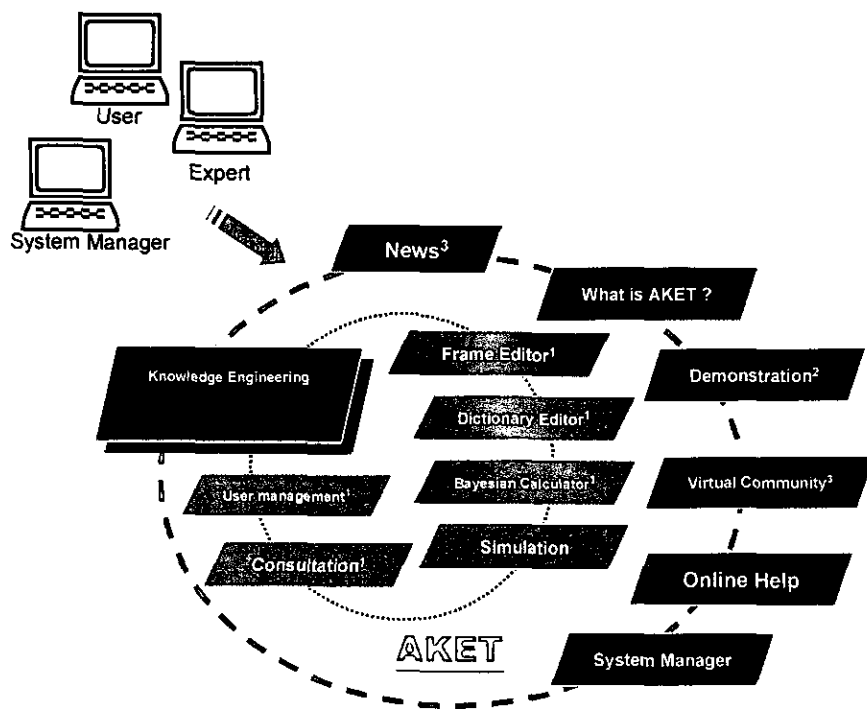 User
Expert
System Manager
News³
What is AKET ?
Frame Editor¹
Knowledge Engineering
Demonstration²
Dictionary Editor¹
User management¹
Bayesian Calculator¹
Virtual Community³
Consultation¹
Simulation
Online Help
AKET
System Manager